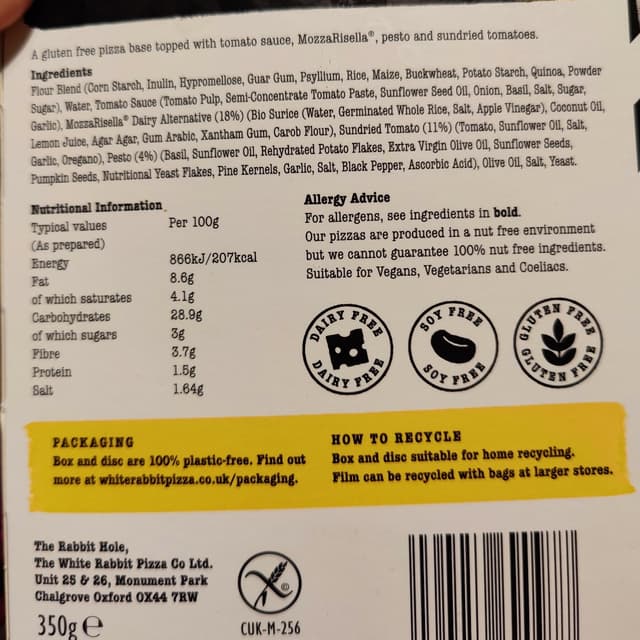 A gluten free pizza base topped with tomato sauce, MozzaRisella®, pesto and sundried tomatoes.
Ingredients
Flour Blend (Corn Starch, Inulin, Hypromellose, Guar Gum, Psyllium, Rice, Maize, Buckwheat, Potato Starch, Quinoa, Powder
Sugar), Water, Tomato Sauce (Tomato Pulp, Semi-Concentrate Tomato Paste, Sunflower Seed Oil, Onion, Basil, Salt, Sugar,
Garlic), MozzaRisella® Dairy Alternative (18%) (Bio Surice (Water, Germinated Whole Rice, Salt, Apple Vinegar), Coconut Oil,
Lemon Juice, Agar Agar, Gum Arabic, Xantham Gum, Carob Flour), Sundried Tomato (11%) (Tomato, Sunflower Oil, Salt,
Garlic, Oregano), Pesto (4%) (Basil, Sunflower Oil, Rehydrated Potato Flakes, Extra Virgin Olive Oil, Sunflower Seeds,
Pumpkin Seeds, Nutritional Yeast Flakes, Pine Kernels, Garlic, Salt, Black Pepper, Ascorbic Acid), Olive Oil, Salt, Yeast.
Nutritional Information
Typical values Per 100g
(As prepared)
Energy 866kJ/207kcal
Fat 8.6g
of which saturates 4.1g
Carbohydrates 28.9g
of which sugars 3g
Fibre 3.7g
Protein 1.5g
Salt 1.64g
Allergy Advice
For allergens, see ingredients in bold.
Our pizzas are produced in a nut free environment
but we cannot guarantee 100% nut free ingredients.
Suitable for Vegans, Vegetarians and Coeliacs.
DAIRY FREE
DAIRY FREE
SOY FREE
SOY FREE
GLUTEN FREE
GLUTEN FREE
PACKAGING
Box and disc are 100% plastic-free. Find out
more at whiterabbitpizza.co.uk/packaging.
HOW TO RECYCLE
Box and disc suitable for home recycling.
Film can be recycled with bags at larger stores.
The Rabbit Hole,
The White Rabbit Pizza Co Ltd.
Unit 25 & 26, Monument Park
Chalgrove Oxford OX44 7RW
350g e
©
CUK-M-256